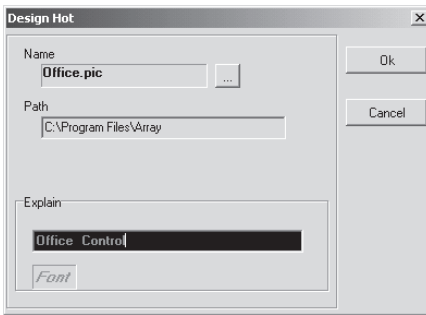 Design Hot
Name
Office.pic
...
Ok
Path
C:\Program Files\Array
Cancel
Explain
Office Control
Font